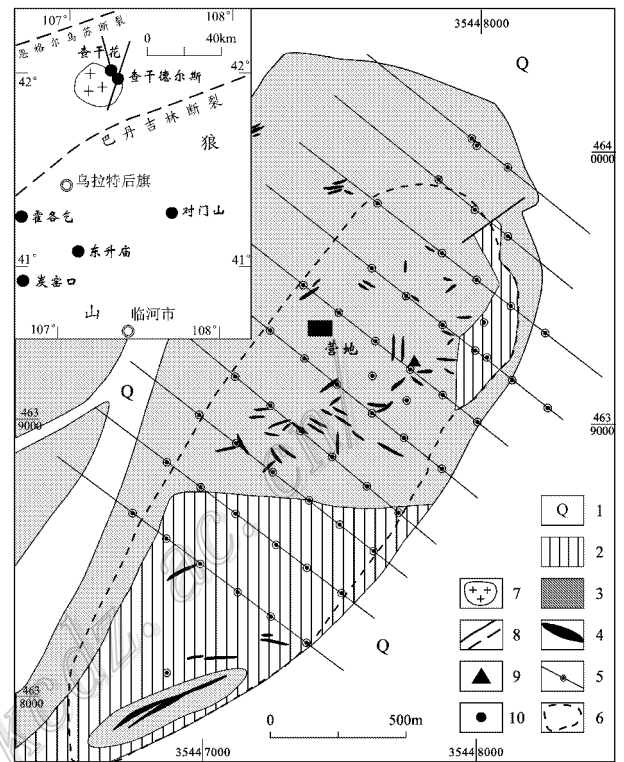 107° 108°
3544 8000
恩格尔乌苏断裂
0 40km
查干花
查干德尔斯
42° 42°
巴丹吉林断裂
狼
乌拉特后旗
霍各乞
对门山
东升庙
41° 41°
炭窑口
山 临河市
107° 108°
Q
464
0000
营地
Q
463
9000
463
9000
Q 1
2
7 3
8 4
9 5
10 6
Q
463
8000
0 500m
3544 7000 3544 8000
kcdz.ac.cn/